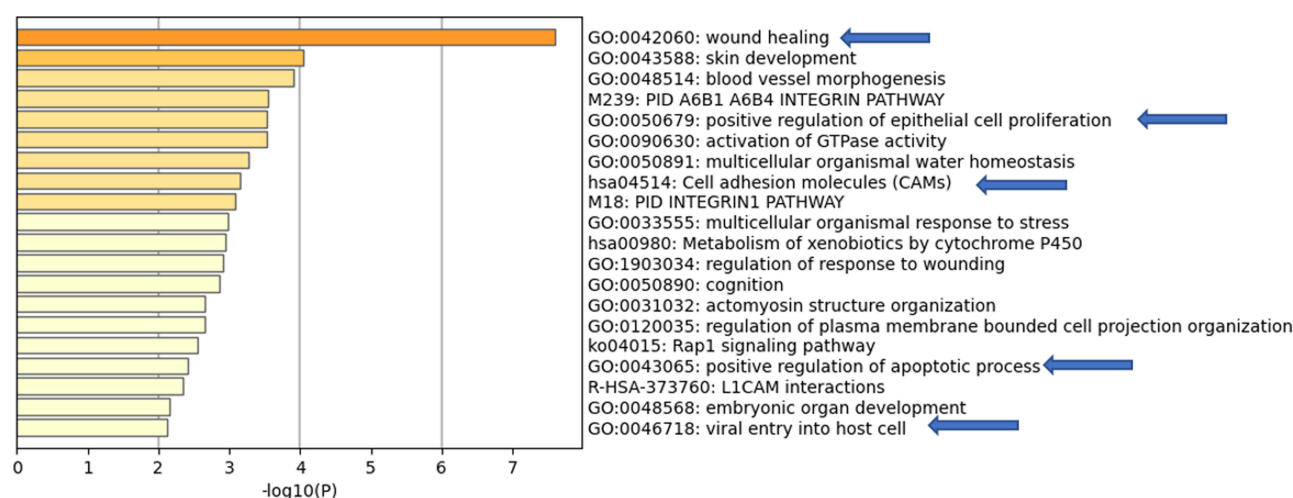 GO:0042060: wound healing
GO:0043588: skin development
GO:0048514: blood vessel morphogenesis
M239: PID A6B1 A6B4 INTEGRIN PATHWAY
GO:0050679: positive regulation of epithelial cell proliferation
GO:0090630: activation of GTPase activity
GO:0050891: multicellular organismal water homeostasis
hsa04514: Cell adhesion molecules (CAMs)
M18: PID INTEGRIN1 PATHWAY
GO:0033555: multicellular organismal response to stress
hsa00980: Metabolism of xenobiotics by cytochrome P450
GO:1903034: regulation of response to wounding
GO:0050890: cognition
GO:0031032: actomyosin structure organization
GO:0120035: regulation of plasma membrane bounded cell projection organization
ko04015: Rap1 signaling pathway
GO:0043065: positive regulation of apoptotic process
R-HSA-373760: L1CAM interactions
GO:0048568: embryonic organ development
GO:0046718: viral entry into host cell
0 1 2 3 4 5 6 7
-log10(P)